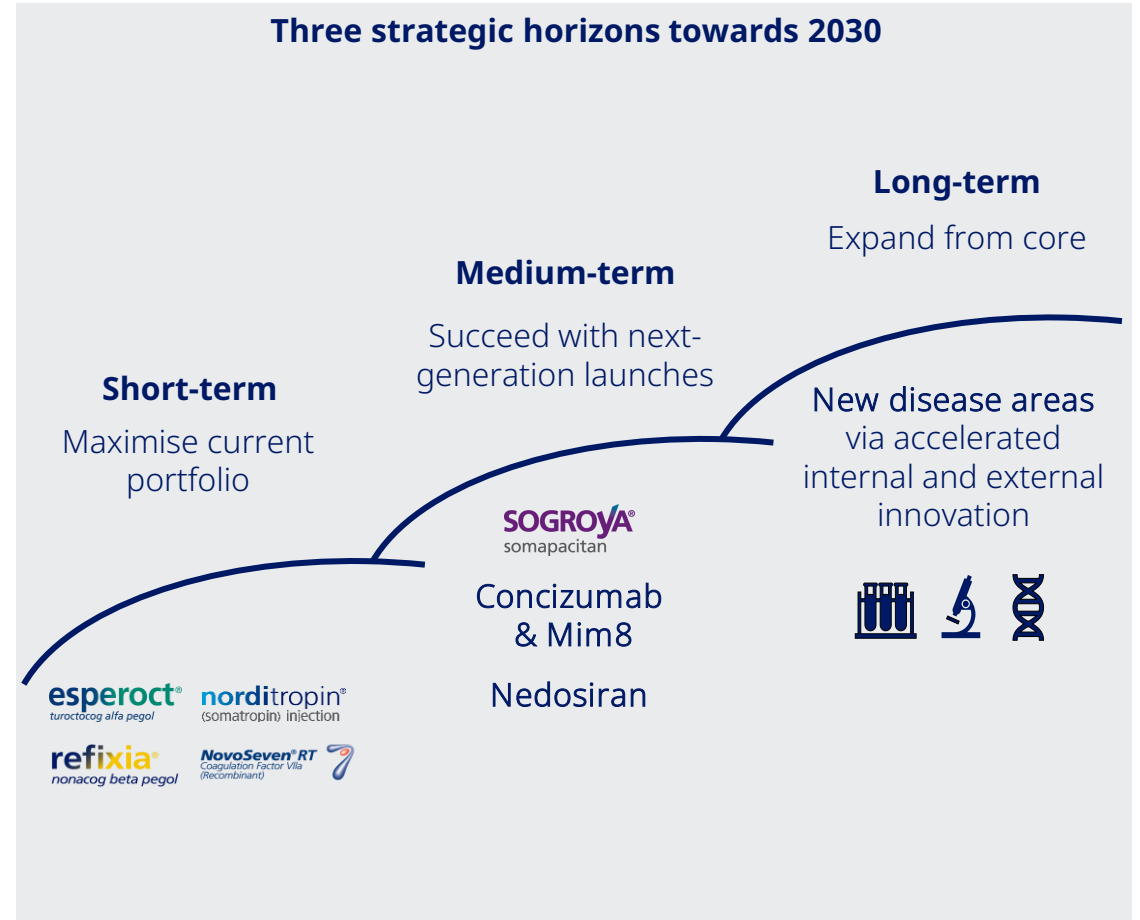 Three strategic horizons towards 2030
Short-term
Maximise current
portfolio
esperoct®
turoctocog alfa pegol
norditropin®
(somatropin) injection
refixia®
nonacog beta pegol
NovoSeven® RT
Coagulation Factor VIIa
(Recombinant)
Medium-term
Succeed with next-
generation launches
SOGROYA®
somapacitan
Concizumab
& Mim8
Nedosiran
Long-term
Expand from core
New disease areas
via accelerated
internal and external
innovation